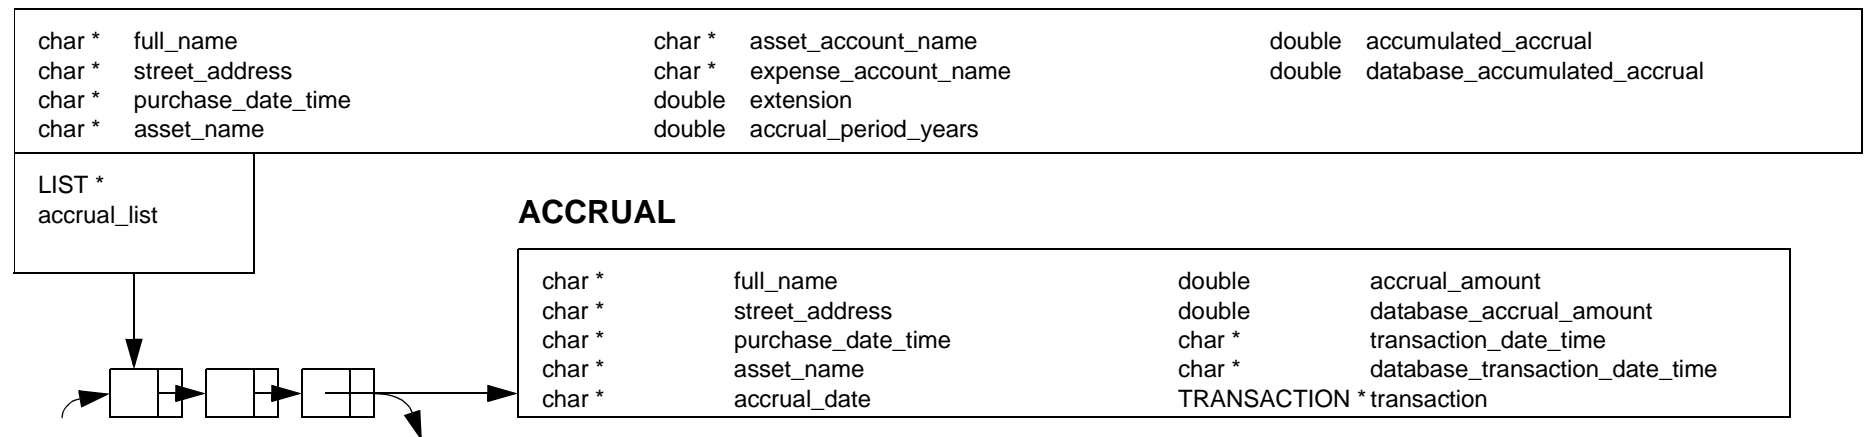 char * full_name char * asset_account_name double accumulated_accrual
char * street_address char * expense_account_name double database_accumulated_accrual
char * purchase_date_time double extension
char * asset_name double accrual_period_years
LIST *
accrual_list
ACCRUAL
char * full_name double accrual_amount
char * street_address double database_accrual_amount
char * purchase_date_time char * transaction_date_time
char * asset_name char * database_transaction_date_time
char * accrual_date TRANSACTION * transaction